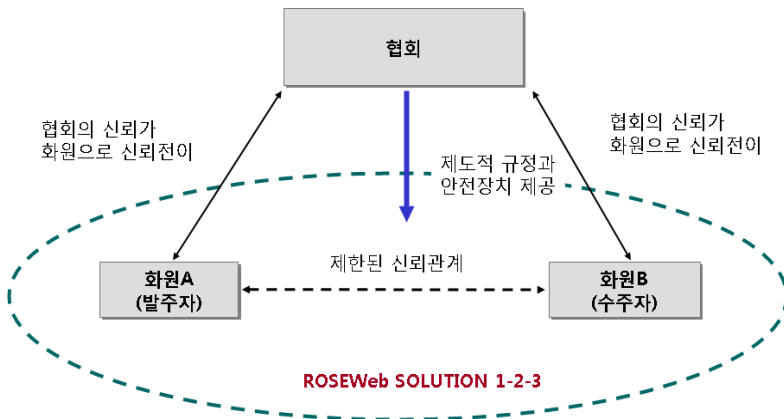 협회
협회의 신뢰가
화원으로 신뢰전이
협회의 신뢰가
화원으로 신뢰전이
제도적 규정과
안전장치 제공
화원A
(발주자)
제한된 신뢰관계
화원B
(수주자)
ROSEWeb SOLUTION 1-2-3